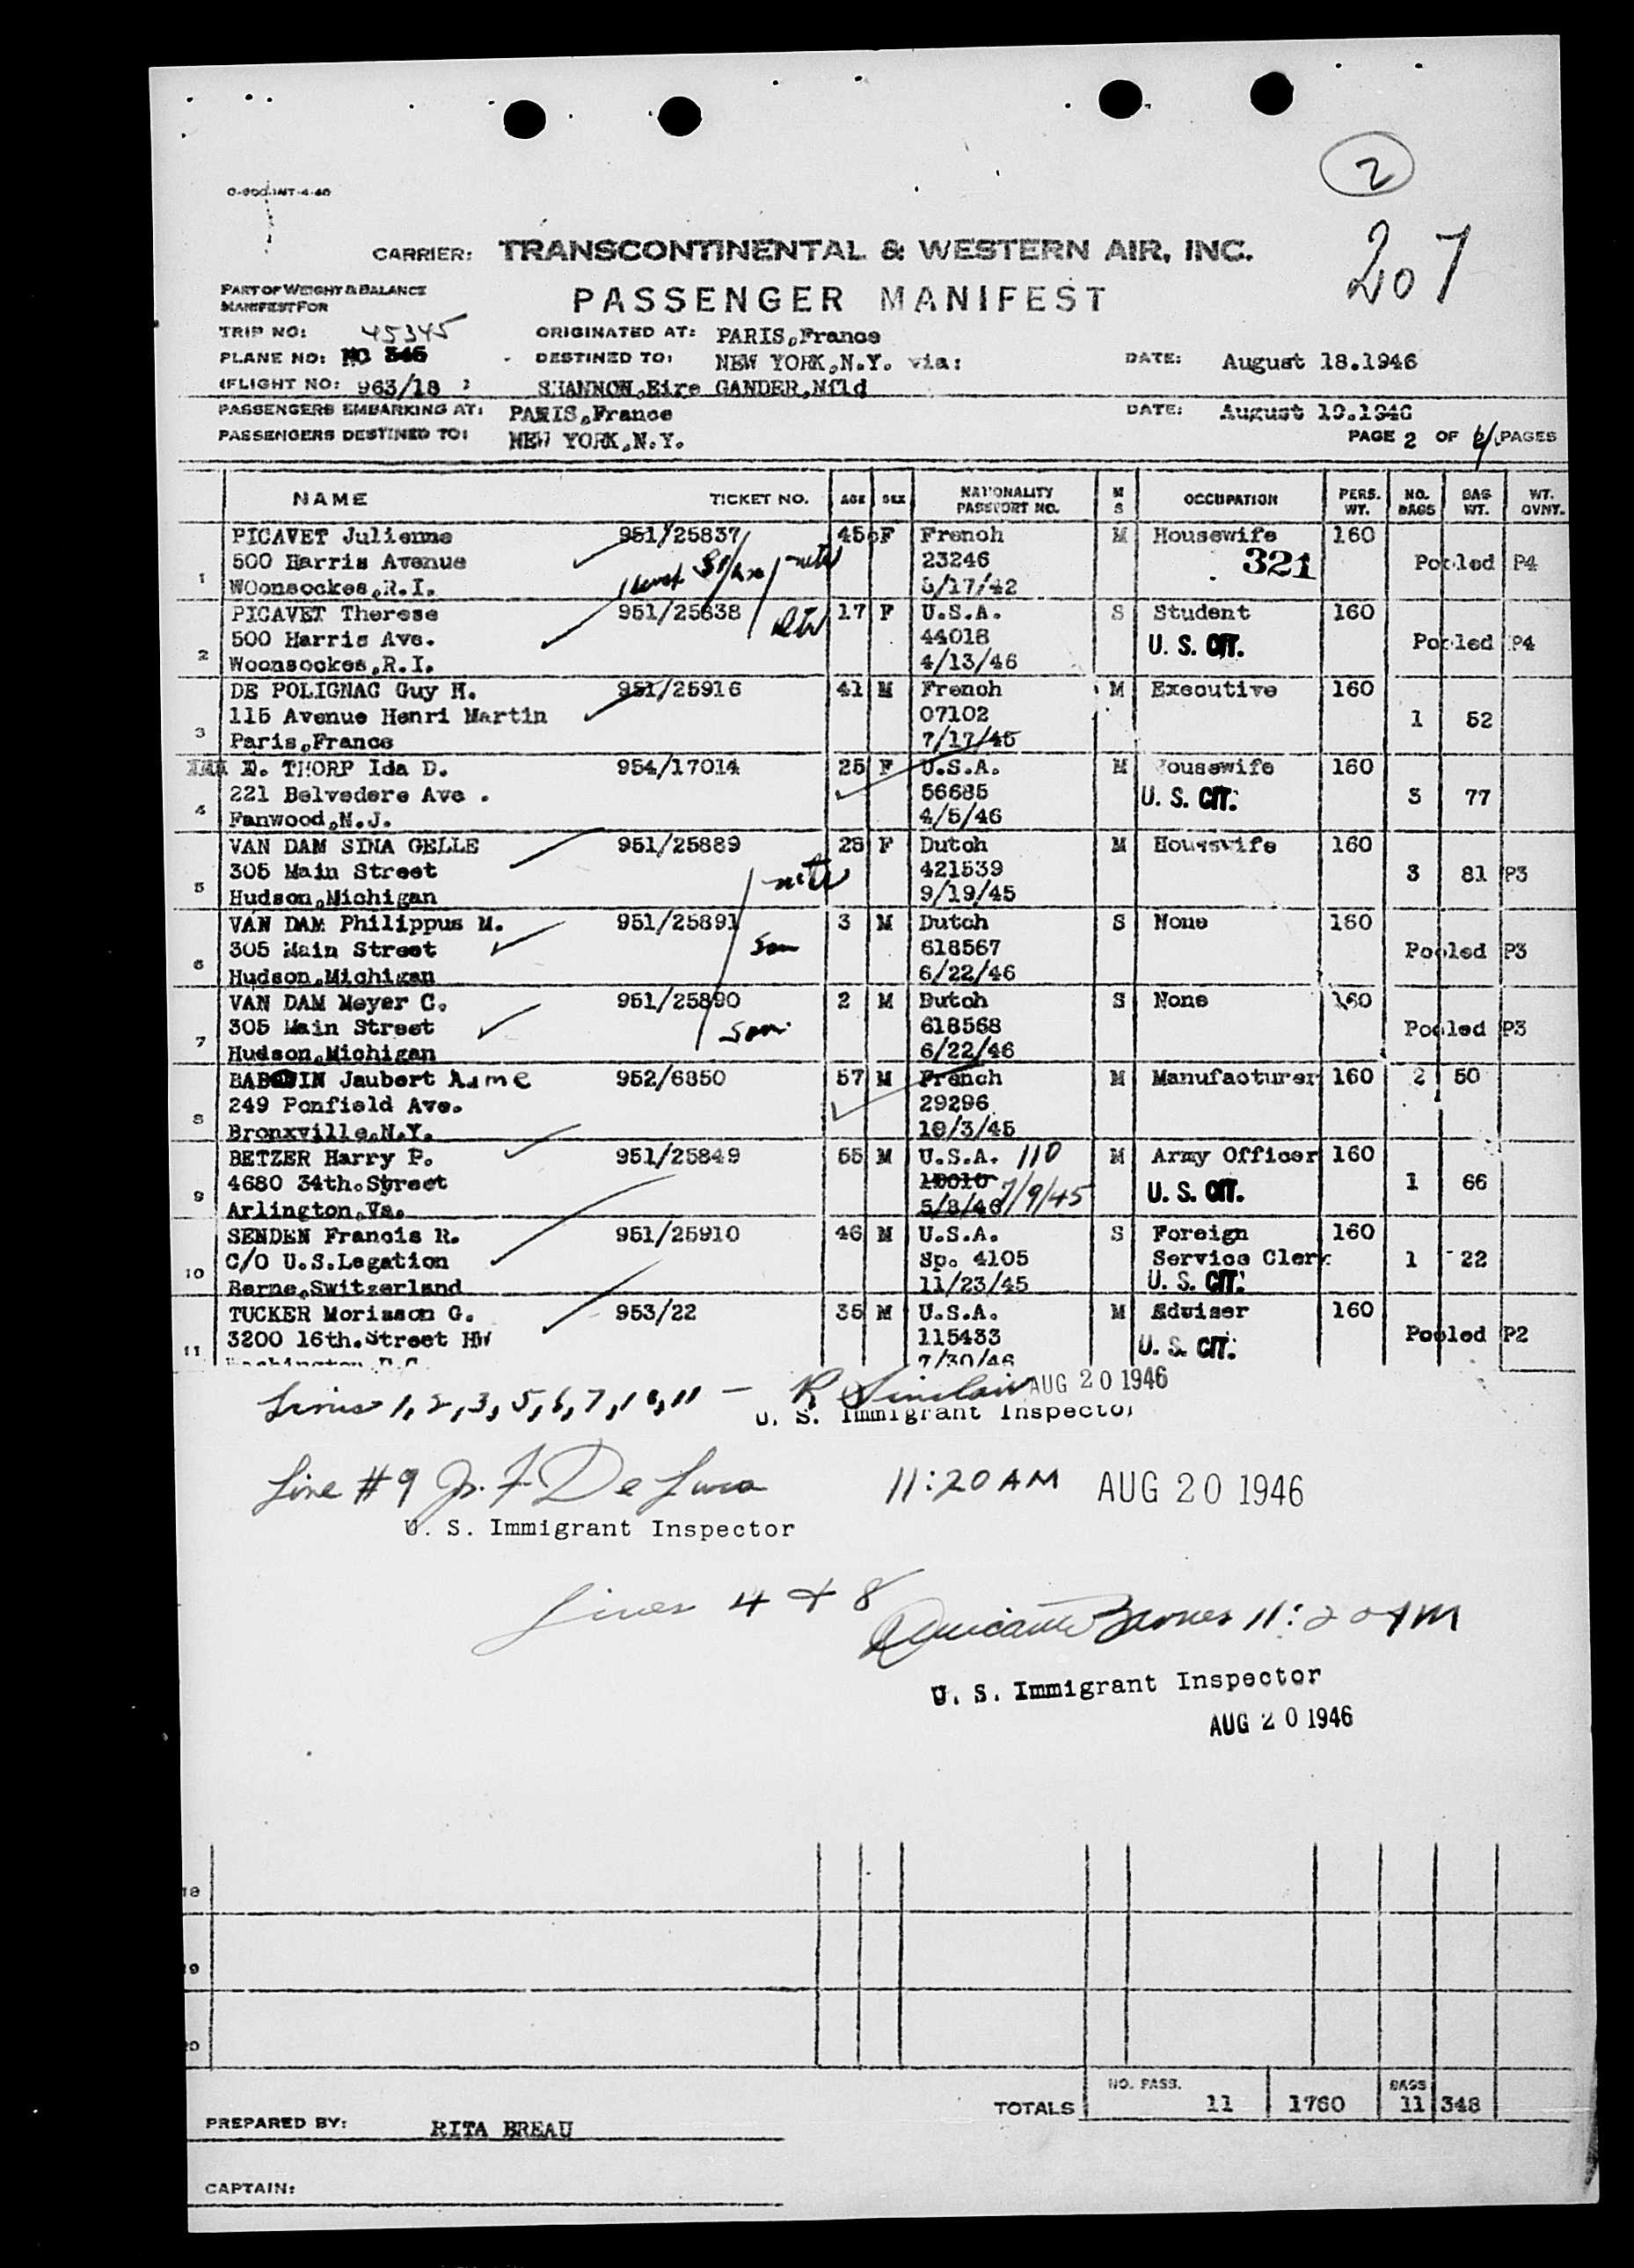 2
207
CARRIER: TRANSCONTINENTAL & WESTERN AIR, INC.
PART OF WEIGHT & BALANCE
MANIFEST FOR
PASSENGER MANIFEST
TRIP NO: 45345 ORIGINATED AT: PARIS,France
PLANE NO: NC 346 DESTINED TO: NEW YORK,N.Y. via: DATE: August 18.1946
(FLIGHT NO: 963/18 ) SHANNON,Eire GANDER,Nfld
PASSENGERS EMBARKING AT: PARIS,France DATE: August 19.1946
PASSENGERS DESTINED TO: NEW YORK,N.Y. PAGE 2 OF PAGES
NAME TICKET NO. AGE SEX NATIONALITY PASSPORT NO. M S OCCUPATION PERS. WT. NO. BAGS BAG WT. WT. OVNT.
PICAVET Julienne 951/25837 45 F French M Housewife 160
500 Harris Avenue 23246 321 Pooled P4
1 WOonsockes,R.I. 5/17/42
PICAVET Therese 951/25838 17 F U.S.A. S Student 160
500 Harris Ave. 44018 U. S. CIT. Pooled P4
2 Woonsockes,R.I. 4/13/46
DE POLIGNAC Guy H. 951/25916 41 M French M Executive 160
115 Avenue Henri Martin 07102 1 52
3 Paris,France 7/17/45
THORP Ida D. 954/17014 25 F U.S.A. M Housewife 160
221 Belvedere Ave . 56685 U. S. CIT. 3 77
4 Fanwood,N.J. 4/5/46
VAN DAM SINA GELLE 951/25889 28 F Dutch M Housewife 160
305 Main Street 421539 3 81 P3
5 Hudson,Michigan 9/19/45
VAN DAM Philippus M. 951/25891 3 M Dutch S None 160
305 Main Street son 618567 Pooled P3
6 Hudson,Michigan 6/22/46
VAN DAM Meyer C. 951/25890 2 M Dutch S None 160
305 Main Street son 618568 Pooled P3
7 Hudson,Michigan 6/22/46
IN Jaubert Aime 952/6850 57 M French M Manufacturer 160 2 50
249 Ponfield Ave. 29296
8 Bronxville,N.Y. 10/3/45
BETZER Harry P. 951/25849 55 M U.S.A. 110 M Army Officer 160
4680 34th.Street U. S. CIT. 1 66
9 Arlington,Va. 5/8/46 7/9/45
SENDEN Francis R. 951/25910 46 M U.S.A. S Foreign 160
C/O U.S.Legation Sp. 4105 Service Clerk 1 22
10 Berne,Switzerland 11/23/45 U. S. CIT.
TUCKER Morisson G. 953/22 35 M U.S.A. M Adviser 160
3200 16th.Street NW 115433 U. S. CIT. Pooled P2
11 Washington D.C. 7/30/46
Lines 1, 2, 3, 5, 6, 7, 10, 11 - R Sinclair AUG 20 1946
U. S. Immigrant Inspector
Line #9 Jr. F De Luca 11:20 AM AUG 20 1946
U. S. Immigrant Inspector
Lines 4 & 8 Barnes 11:20 AM
U. S. Immigrant Inspector
AUG 20 1946
18
19
20
TOTALS NO. PASS. 11 1760 BAGS 11 348
PREPARED BY: RITA BREAU
CAPTAIN: